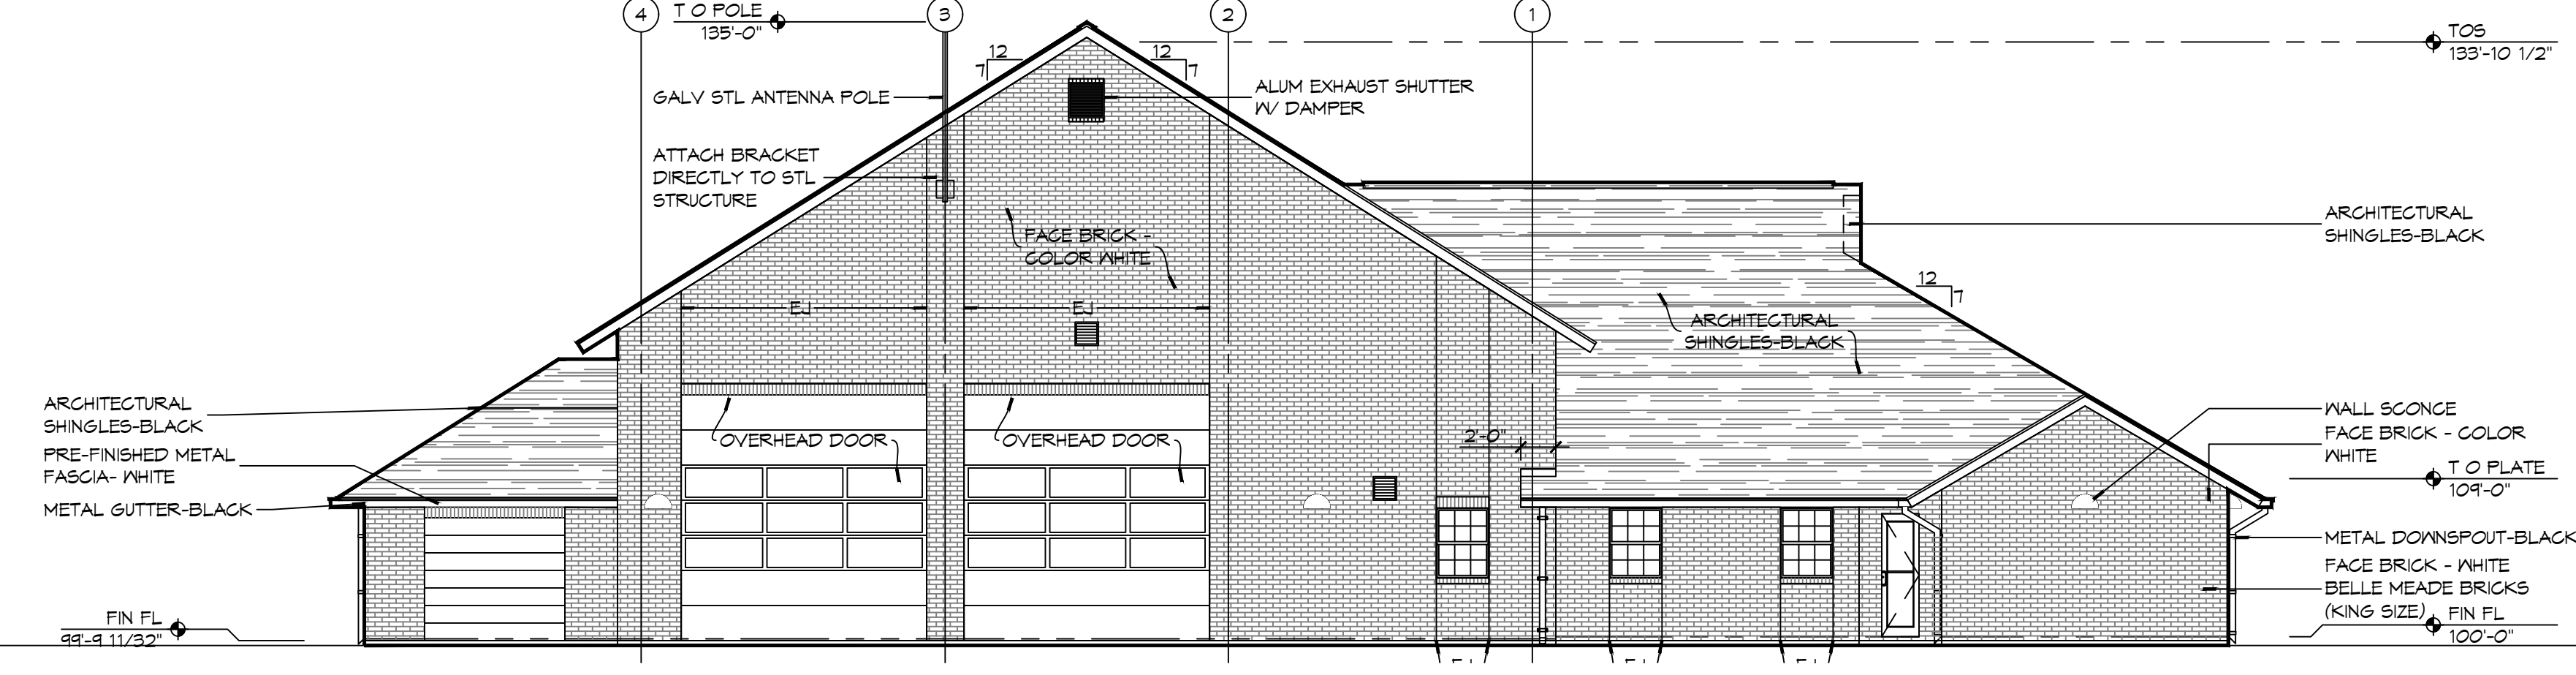 4
T O POLE
135'-0"
3
2
1
TOS
133'-10 1/2"
12
7
12
7
GALV STL ANTENNA POLE
ALUM EXHAUST SHUTTER
W/ DAMPER
ATTACH BRACKET
DIRECTLY TO STL
STRUCTURE
FACE BRICK -
COLOR WHITE
ARCHITECTURAL
SHINGLES-BLACK
12
7
EJ
EJ
ARCHITECTURAL
SHINGLES-BLACK
ARCHITECTURAL
SHINGLES-BLACK
PRE-FINISHED METAL
FASCIA- WHITE
METAL GUTTER-BLACK
OVERHEAD DOOR
OVERHEAD DOOR
2'-0"
WALL SCONCE
FACE BRICK - COLOR
WHITE
T O PLATE
109'-0"
METAL DOWNSPOUT-BLACK
FACE BRICK - WHITE
BELLE MEADE BRICKS
(KING SIZE)
FIN FL
100'-0"
FIN FL
99'-9 11/32"